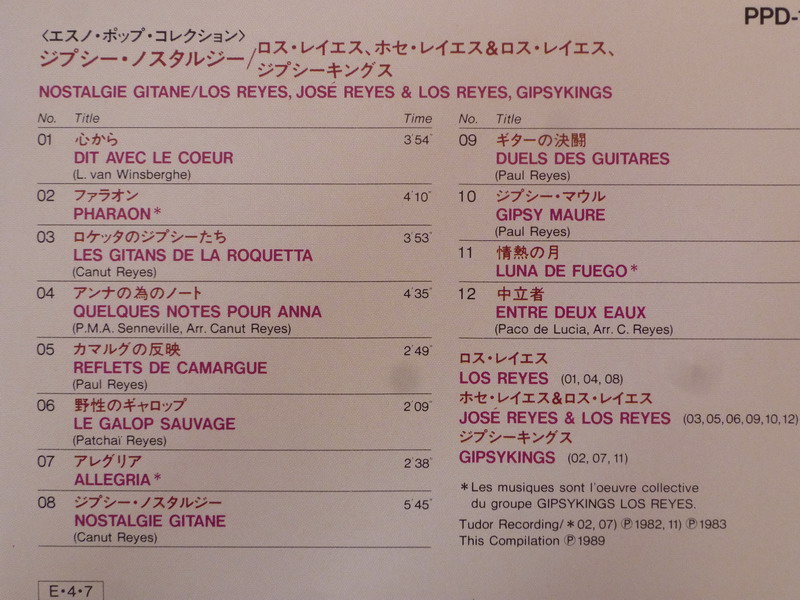 PPD-
〈エスノ・ポップ・コレクション〉
ジプシー・ノスタルジー/ロス・レイエス、ホセ・レイエス&ロス・レイエス、
ジプシーキングス
NOSTALGIE GITANE/LOS REYES, JOSÉ REYES & LOS REYES, GIPSYKINGS
No. Title Time
01 心から 3′54″
DIT AVEC LE COEUR
(L. van Winsberghe)
02 ファラオン 4′10″
PHARAON*
03 ロケッタのジプシーたち 3′53″
LES GITANS DE LA ROQUETTA
(Canut Reyes)
04 アンナの為のノート 4′35″
QUELQUES NOTES POUR ANNA
(P.M.A. Senneville, Arr. Canut Reyes)
05 カマルグの反映 2′49″
REFLETS DE CAMARGUE
(Paul Reyes)
06 野性のギャロップ 2′09″
LE GALOP SAUVAGE
(Patchaï Reyes)
07 アレグリア 2′38″
ALLEGRIA*
08 ジプシー・ノスタルジー 5′45″
NOSTALGIE GITANE
(Canut Reyes)
No. Title
09 ギターの決闘
DUELS DES GUITARES
(Paul Reyes)
10 ジプシー・マウル
GIPSY MAURE
(Paul Reyes)
11 情熱の月
LUNA DE FUEGO*
12 中立者
ENTRE DEUX EAUX
(Paco de Lucia, Arr. C. Reyes)
ロス・レイエス
LOS REYES (01, 04, 08)
ホセ・レイエス&ロス・レイエス
JOSÉ REYES & LOS REYES (03, 05, 06, 09, 10, 12)
ジプシーキングス
GIPSYKINGS (02, 07, 11)
*Les musiques sont l'oeuvre collective
du groupe GIPSYKINGS LOS REYES.
Tudor Recording/*02, 07) Ⓟ1982, 11) Ⓟ1983
This Compilation Ⓟ1989
E・4・7